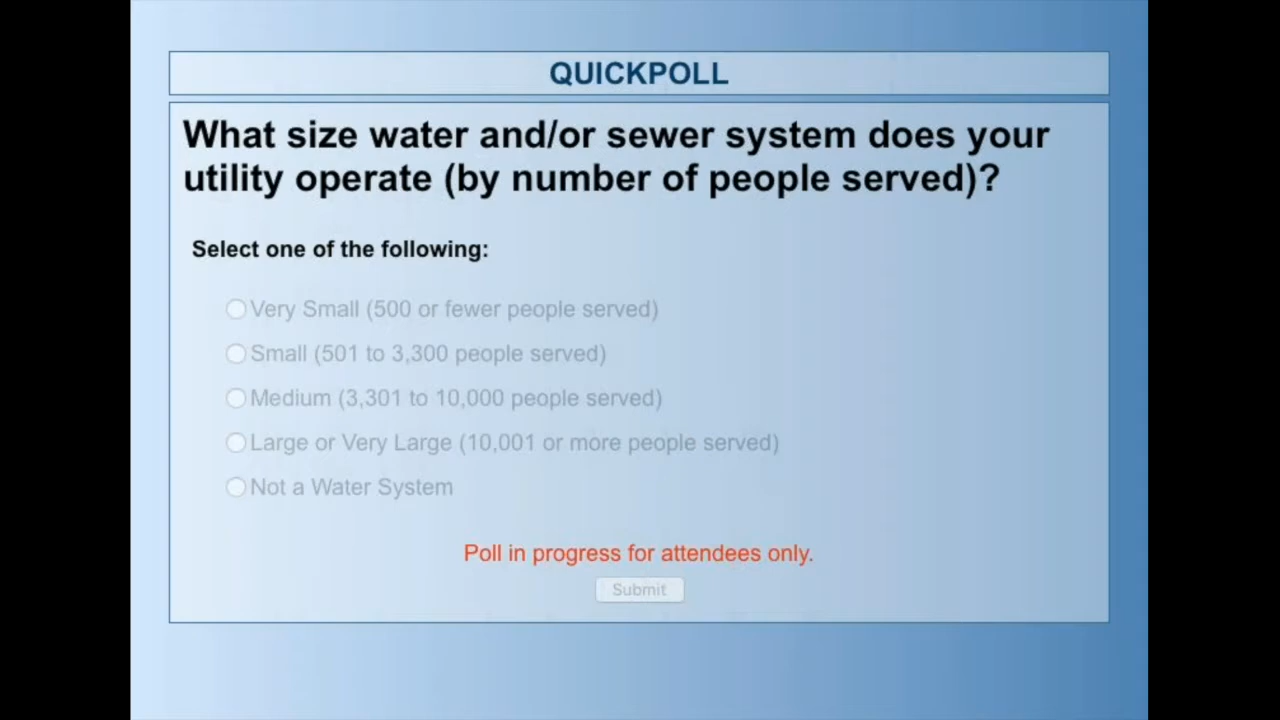 QUICKPOLL
What size water and/or sewer system does your
utility operate (by number of people served)?
Select one of the following:
Very Small (500 or fewer people served)
Small (501 to 3,300 people served)
Medium (3,301 to 10,000 people served)
Large or Very Large (10,001 or more people served)
Not a Water System
Poll in progress for attendees only.
Submit